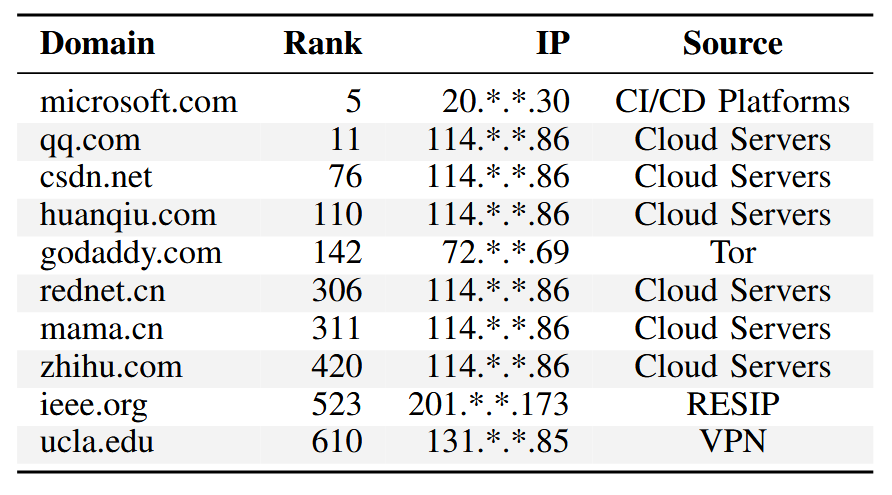 Domain Rank IP Source
microsoft.com 5 20.*.*.30 CI/CD Platforms
qq.com 11 114.*.*.86 Cloud Servers
csdn.net 76 114.*.*.86 Cloud Servers
huanqiu.com 110 114.*.*.86 Cloud Servers
godaddy.com 142 72.*.*.69 Tor
rednet.cn 306 114.*.*.86 Cloud Servers
mama.cn 311 114.*.*.86 Cloud Servers
zhihu.com 420 114.*.*.86 Cloud Servers
ieee.org 523 201.*.*.173 RESIP
ucla.edu 610 131.*.*.85 VPN